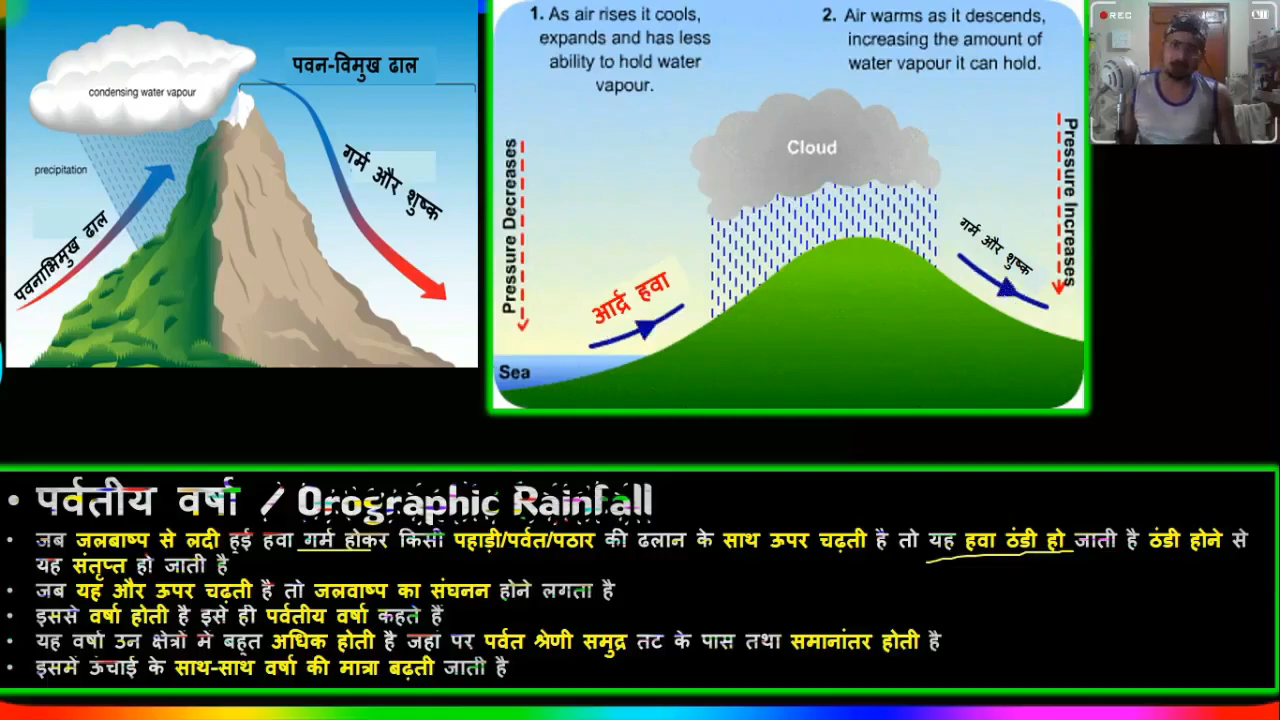 पवन-विमुख ढाल
condensing water vapour
precipitation
गर्म और शुष्क
पवनाभिमुख ढाल
1. As air rises it cools,
expands and has less
ability to hold water
vapour.
2. Air warms as it descends,
increasing the amount of
water vapour it can hold.
Cloud
Pressure Decreases
Pressure Increases
गर्म और शुष्क
आर्द्र हवा
Sea
REC
• पर्वतीय वर्षा / Orographic Rainfall
• जब जलबाष्प से लदी हुई हवा गर्म होकर किसी पहाड़ी/पर्वत/पठार की ढलान के साथ ऊपर चढ़ती है तो यह हवा ठंडी हो जाती है ठंडी होने से
यह संतृप्त हो जाती है
• जब यह और ऊपर चढ़ती है तो जलवाष्प का संघनन होने लगता है
• इससे वर्षा होती है इसे ही पर्वतीय वर्षा कहते हैं
• यह वर्षा उन क्षेत्रों में बहुत अधिक होती है जहां पर पर्वत श्रेणी समुद्र तट के पास तथा समानांतर होती है
• इसमें ऊंचाई के साथ-साथ वर्षा की मात्रा बढ़ती जाती है